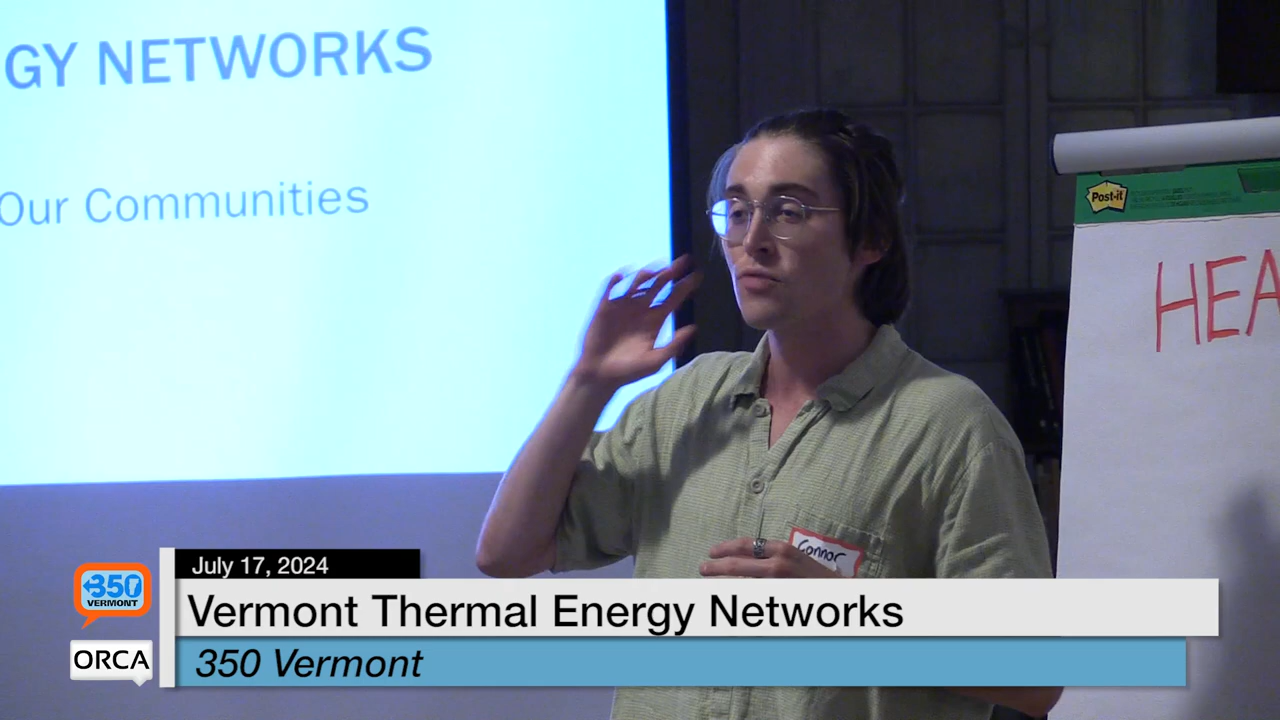 GY NETWORKS
Our Communities
Post-it
HEA
Connor
July 17, 2024
Vermont Thermal Energy Networks
350 Vermont
350
VERMONT
ORCA